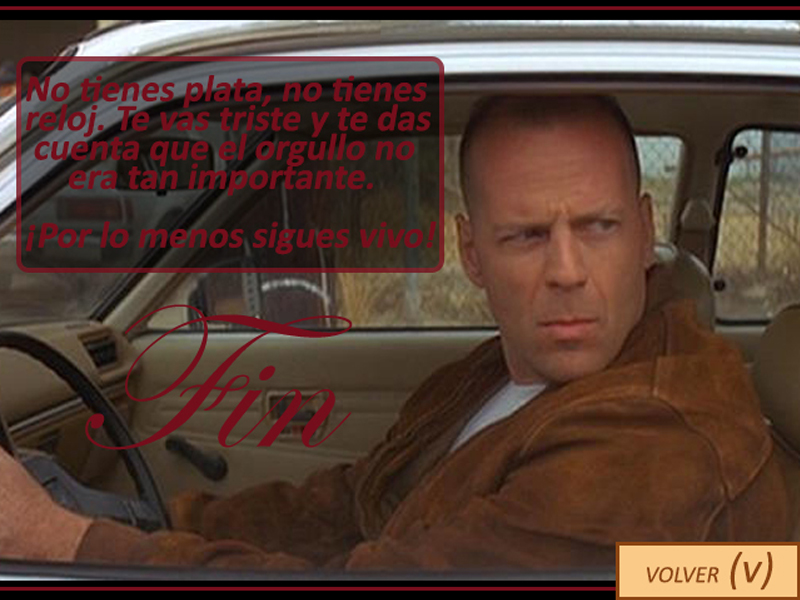 No tienes plata, no tienes
reloj. Te vas triste y te das
cuenta que el orgullo no
era tan importante.
¡Por lo menos sigues vivo!
Fin
VOLVER (V)